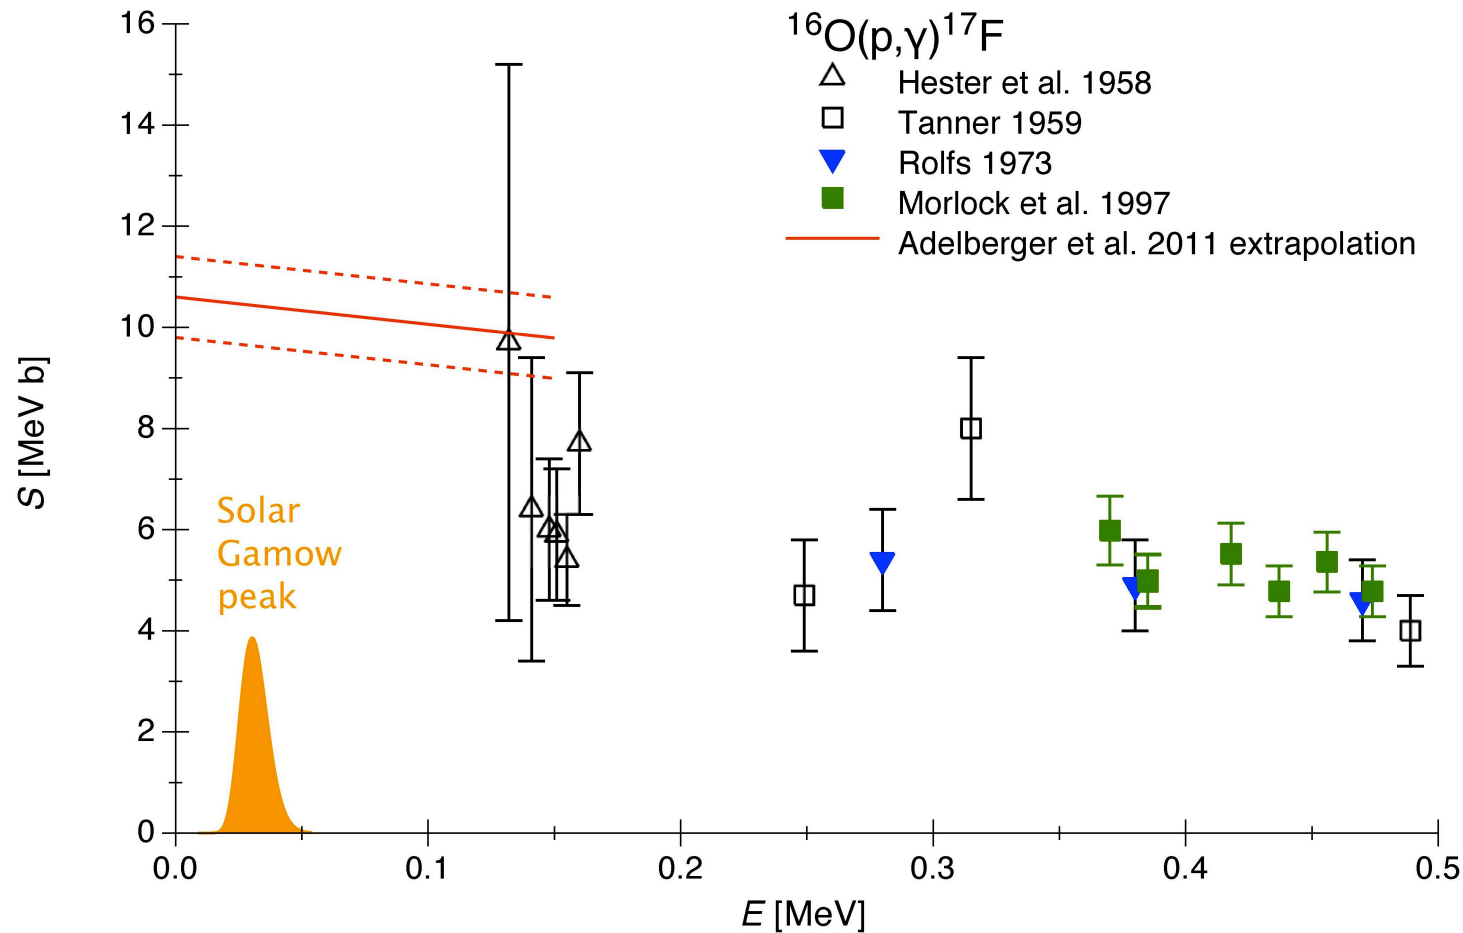 16
14
12
10
8
6
4
2
0
S [MeV b]
¹⁶O(p,γ)¹⁷F
Hester et al. 1958
Tanner 1959
Rolfs 1973
Morlock et al. 1997
Adelberger et al. 2011 extrapolation
Solar
Gamow
peak
0.0 0.1 0.2 0.3 0.4 0.5
E [MeV]